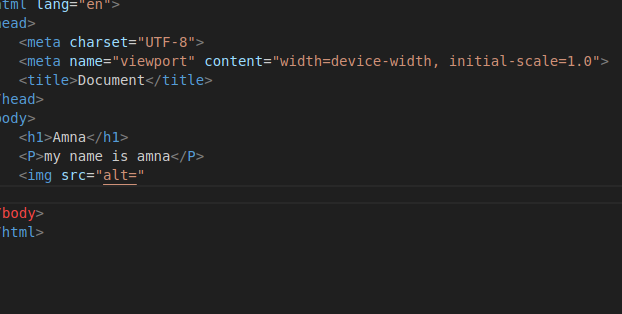 html lang="en">
head>
<meta charset="UTF-8">
<meta name="viewport" content="width=device-width, initial-scale=1.0">
<title>Document</title>
/head>
body>
<h1>Amna</h1>
<P>my name is amna</P>
<img src="alt="
/body>
/html>